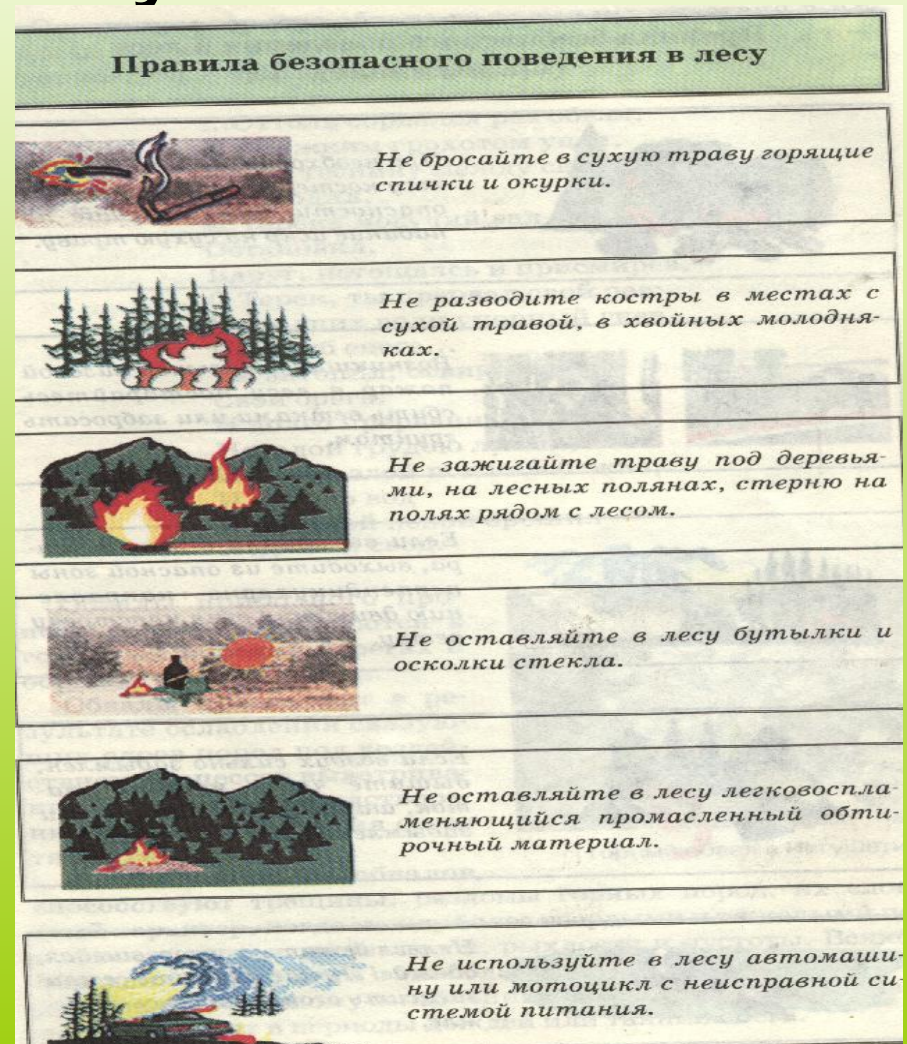 Правила безопасного поведения в лесу
Не бросайте в сухую траву горящие
спички и окурки.
Не разводите костры в местах с
сухой травой, в хвойных молодня-
ках.
Не зажигайте траву под деревья-
ми, на лесных полянах, стерню на
полях рядом с лесом.
Не оставляйте в лесу бутылки и
осколки стекла.
Не оставляйте в лесу легковоспла-
меняющийся промасленный обти-
рочный материал.
Не используйте в лесу автомаши-
ну или мотоцикл с неисправной си-
стемой питания.